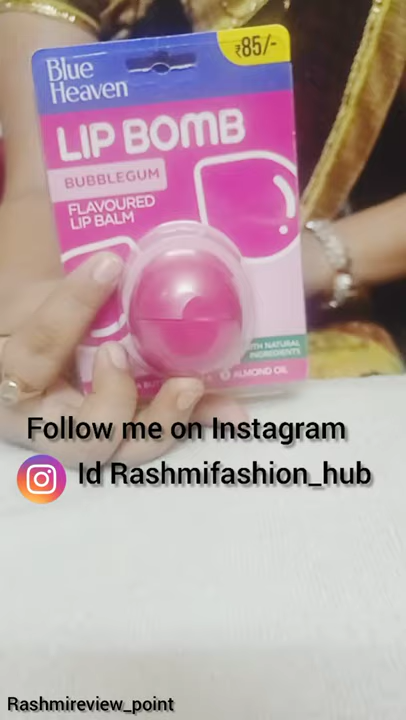 ₹85/-
Blue
Heaven
LIP BOMB
BUBBLEGUM
FLAVOURED
LIP BALM
WITH NATURAL
INGREDIENTS
ALMOND OIL
Follow me on Instagram
Id Rashmifashion_hub
Rashmireview_point